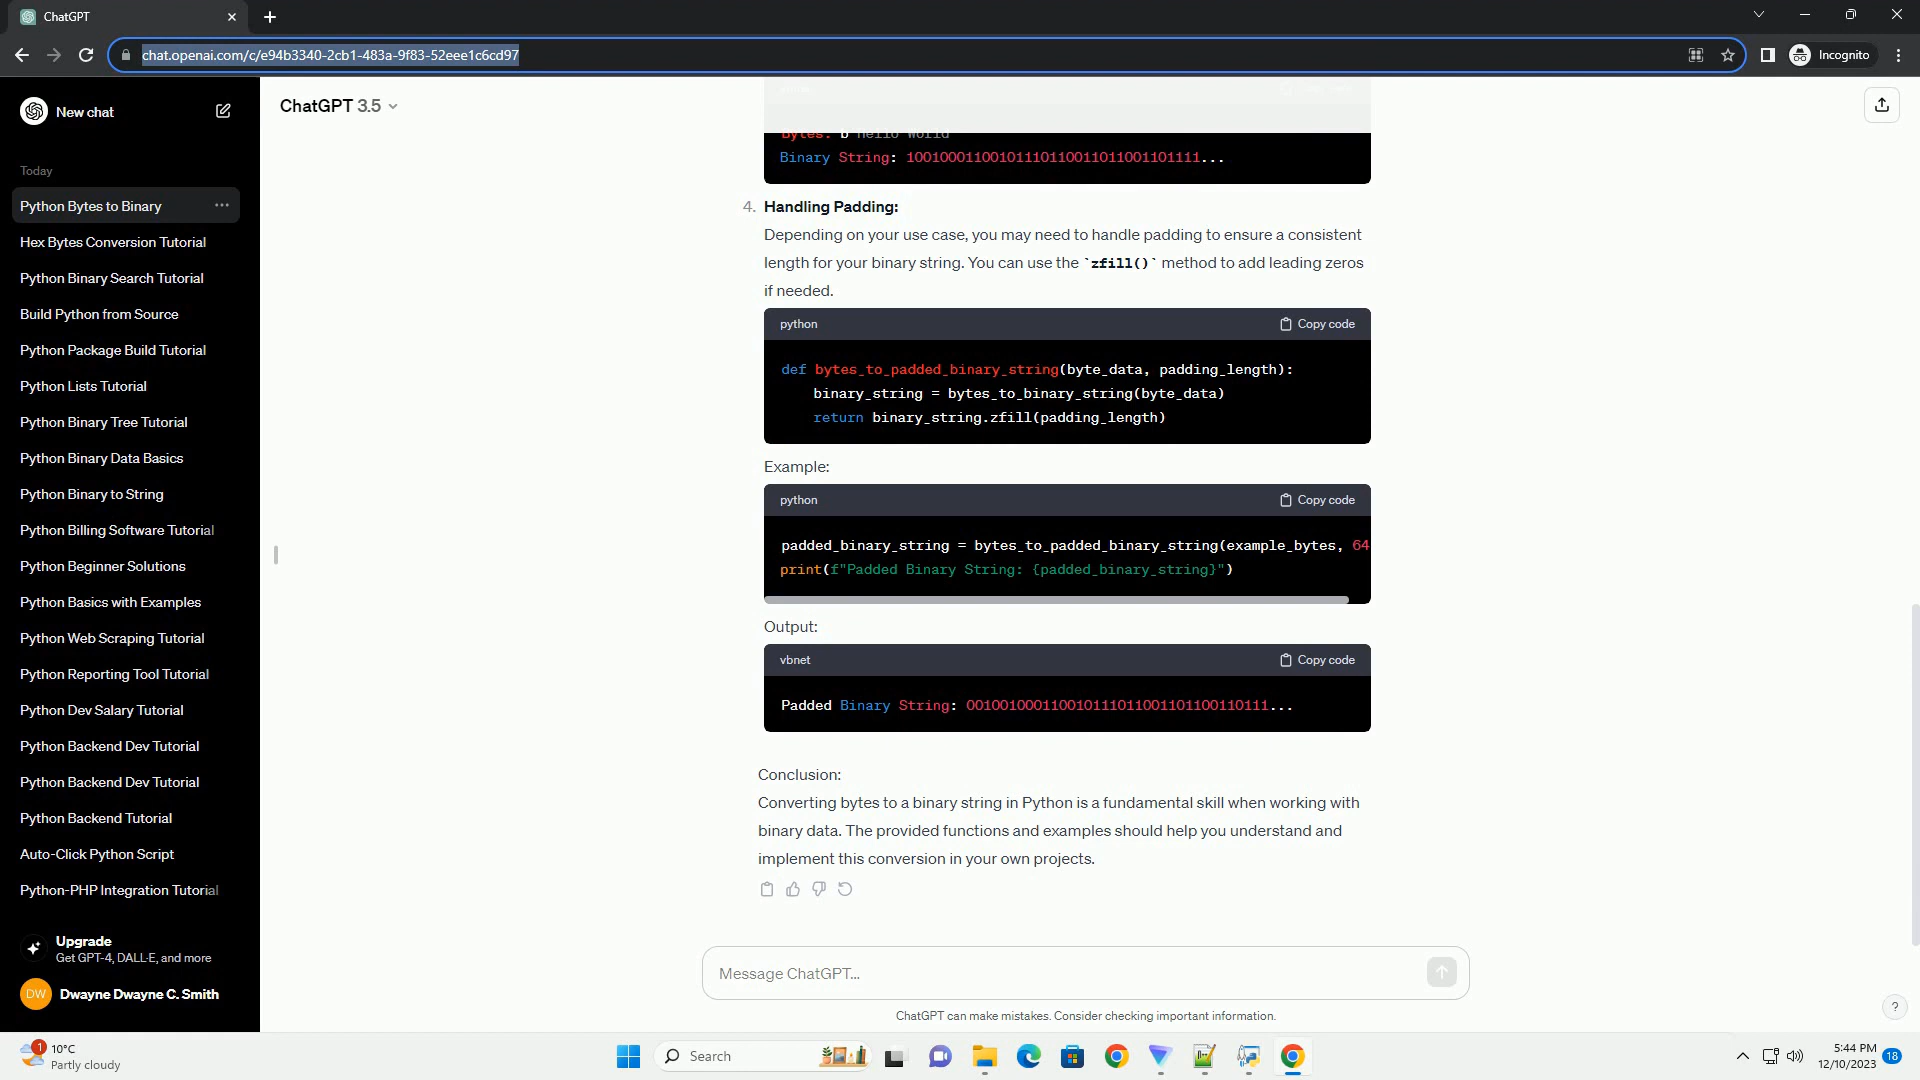 ChatGPT
chat.openai.com/c/e94b3340-2cb1-483a-9f83-52eee1c6cd97
Incognito
New chat
Today
Python Bytes to Binary
Hex Bytes Conversion Tutorial
Python Binary Search Tutorial
Build Python from Source
Python Package Build Tutorial
Python Lists Tutorial
Python Binary Tree Tutorial
Python Binary Data Basics
Python Binary to String
Python Billing Software Tutorial
Python Beginner Solutions
Python Basics with Examples
Python Web Scraping Tutorial
Python Reporting Tool Tutorial
Python Dev Salary Tutorial
Python Backend Dev Tutorial
Python Backend Dev Tutorial
Python Backend Tutorial
Auto-Click Python Script
Python-PHP Integration Tutorial
Upgrade
Get GPT-4, DALL·E, and more
DW Dwayne Dwayne C. Smith
ChatGPT 3.5
Bytes: b'Hello World'
Binary String: 10010001100101110110011011001101111...
4. Handling Padding:
Depending on your use case, you may need to handle padding to ensure a consistent
length for your binary string. You can use the `zfill()` method to add leading zeros
if needed.
python Copy code
def bytes_to_padded_binary_string(byte_data, padding_length):
    binary_string = bytes_to_binary_string(byte_data)
    return binary_string.zfill(padding_length)
Example:
python Copy code
padded_binary_string = bytes_to_padded_binary_string(example_bytes, 64
print(f"Padded Binary String: {padded_binary_string}")
Output:
vbnet Copy code
Padded Binary String: 001001000110010111011001101100110111...
Conclusion:
Converting bytes to a binary string in Python is a fundamental skill when working with
binary data. The provided functions and examples should help you understand and
implement this conversion in your own projects.
Message ChatGPT...
ChatGPT can make mistakes. Consider checking important information.
?
1
10°C
Partly cloudy
Search
5:44 PM
12/10/2023
18